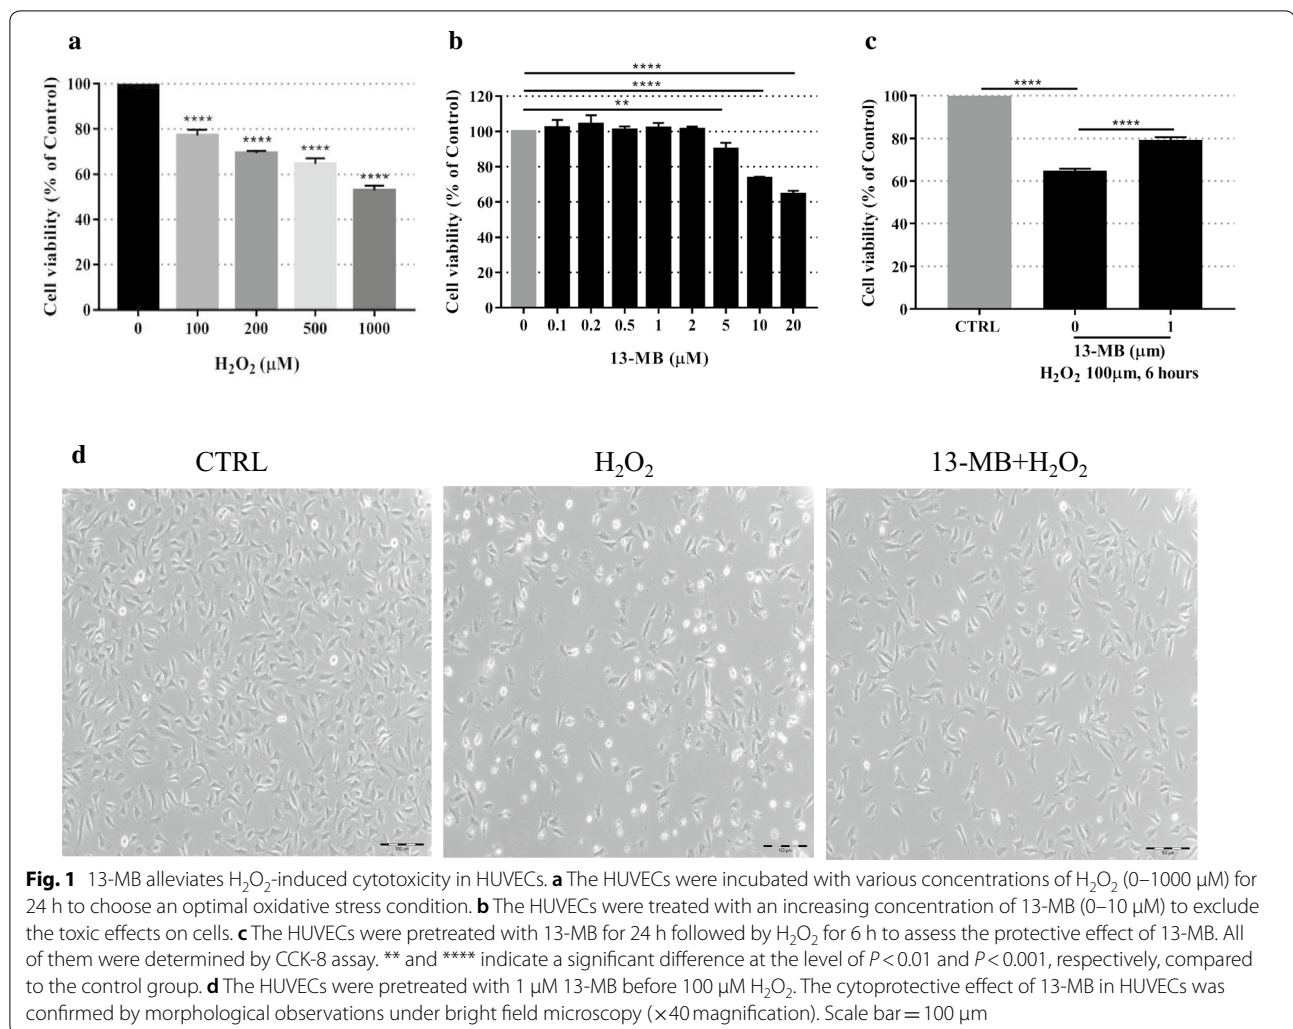 a
Cell viability (% of Control)
100
80
60
40
20
0
****
****
****
****
0 100 200 500 1000
H₂O₂ (μM)
b
Cell viability (% of Control)
120
100
80
60
40
20
0
****
****
**
0 0.1 0.2 0.5 1 2 5 10 20
13-MB (μM)
c
Cell viability (% of Control)
100
80
60
40
20
0
****
****
CTRL 0 1
13-MB (μm)
H₂O₂ 100μm, 6 hours
d
CTRL H₂O₂ 13-MB+H₂O₂
100 μm 100 μm 100 μm
Fig. 1 13-MB alleviates H₂O₂-induced cytotoxicity in HUVECs. a The HUVECs were incubated with various concentrations of H₂O₂ (0–1000 μM) for
24 h to choose an optimal oxidative stress condition. b The HUVECs were treated with an increasing concentration of 13-MB (0–10 μM) to exclude
the toxic effects on cells. c The HUVECs were pretreated with 13-MB for 24 h followed by H₂O₂ for 6 h to assess the protective effect of 13-MB. All
of them were determined by CCK-8 assay. ** and **** indicate a significant difference at the level of P < 0.01 and P < 0.001, respectively, compared
to the control group. d The HUVECs were pretreated with 1 μM 13-MB before 100 μM H₂O₂. The cytoprotective effect of 13-MB in HUVECs was
confirmed by morphological observations under bright field microscopy (×40 magnification). Scale bar = 100 μm